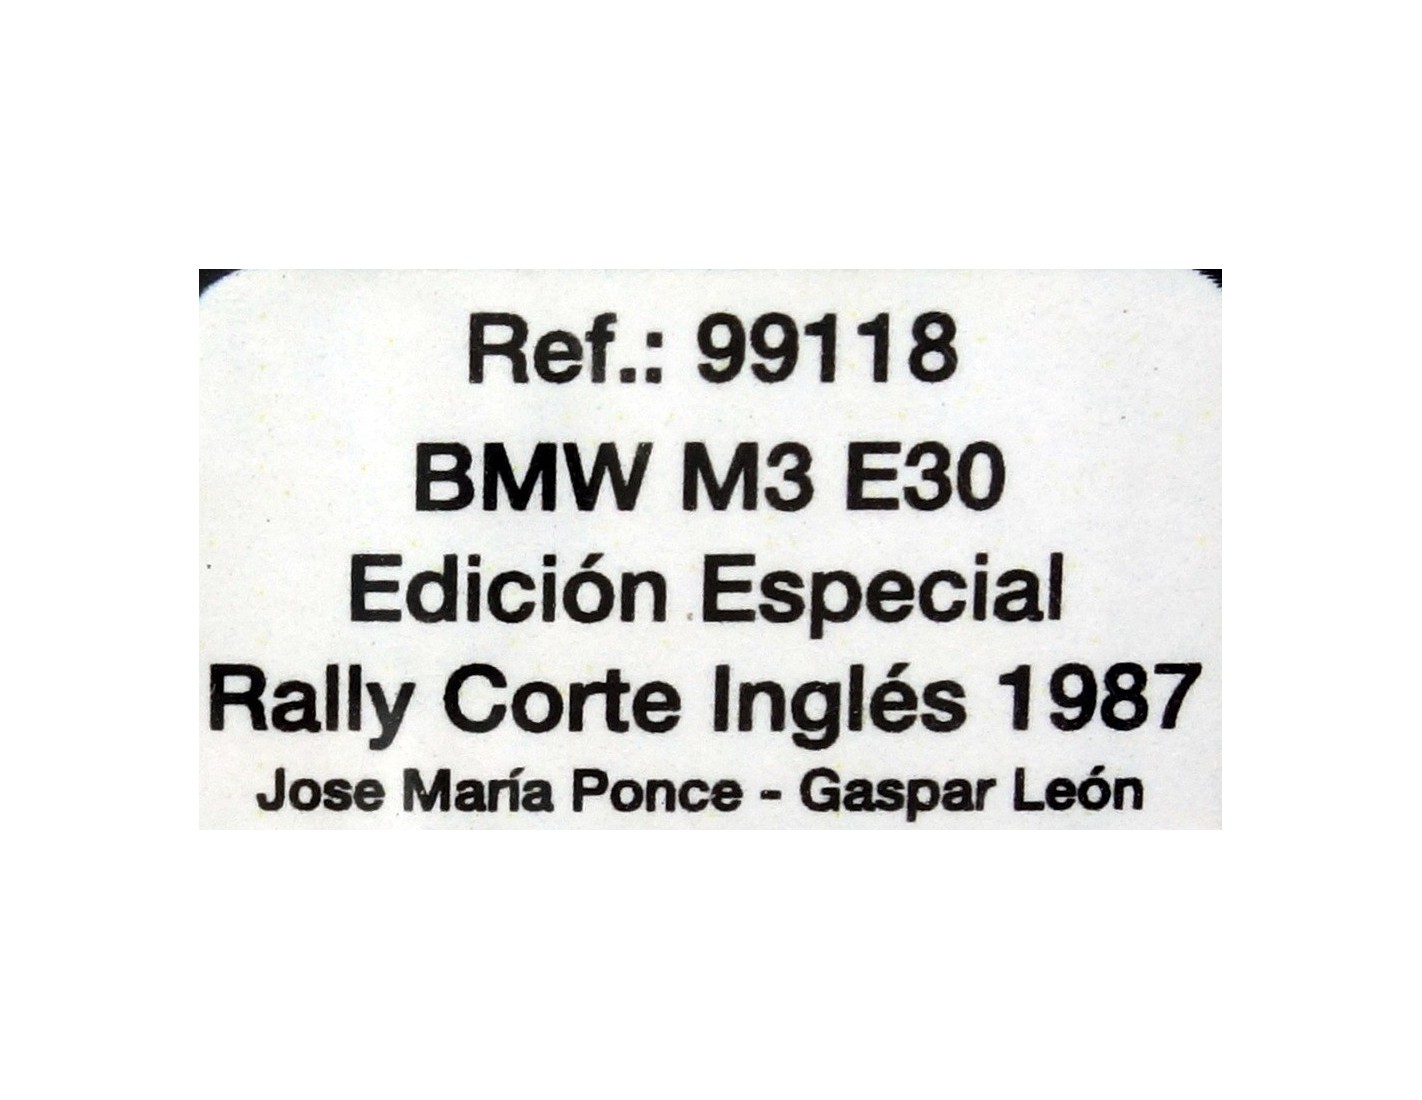 Ref.: 99118
BMW M3 E30
Edición Especial
Rally Corte Inglés 1987
Jose María Ponce - Gaspar León